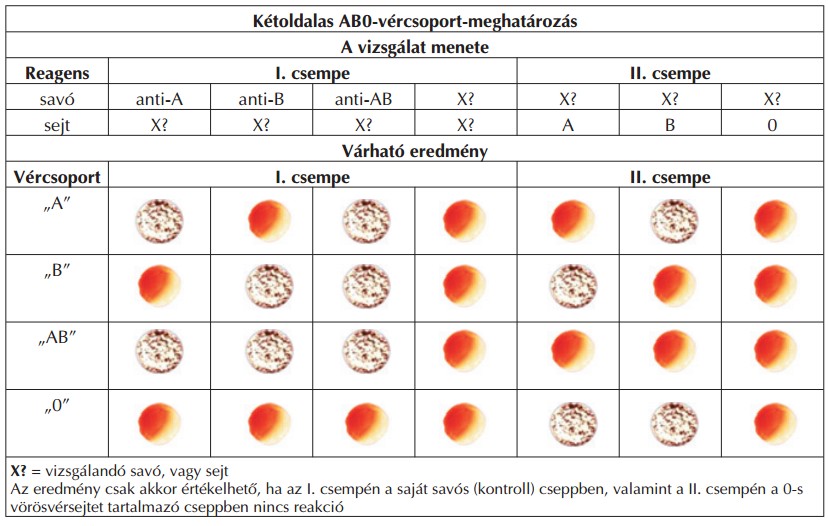 Kétoldalas AB0-vércsoport-meghatározás
A vizsgálat menete
Reagens I. csempe II. csempe
savó anti-A anti-B anti-AB X? X? X? X?
sejt X? X? X? X? A B 0
Várható eredmény
Vércsoport I. csempe II. csempe
„A”
„B”
„AB”
„0”
X? = vizsgálandó savó, vagy sejt
Az eredmény csak akkor értékelhető, ha az I. csempén a saját savós (kontroll) cseppben, valamint a II. csempén a 0-s
vörösvérsejtet tartalmazó cseppben nincs reakció